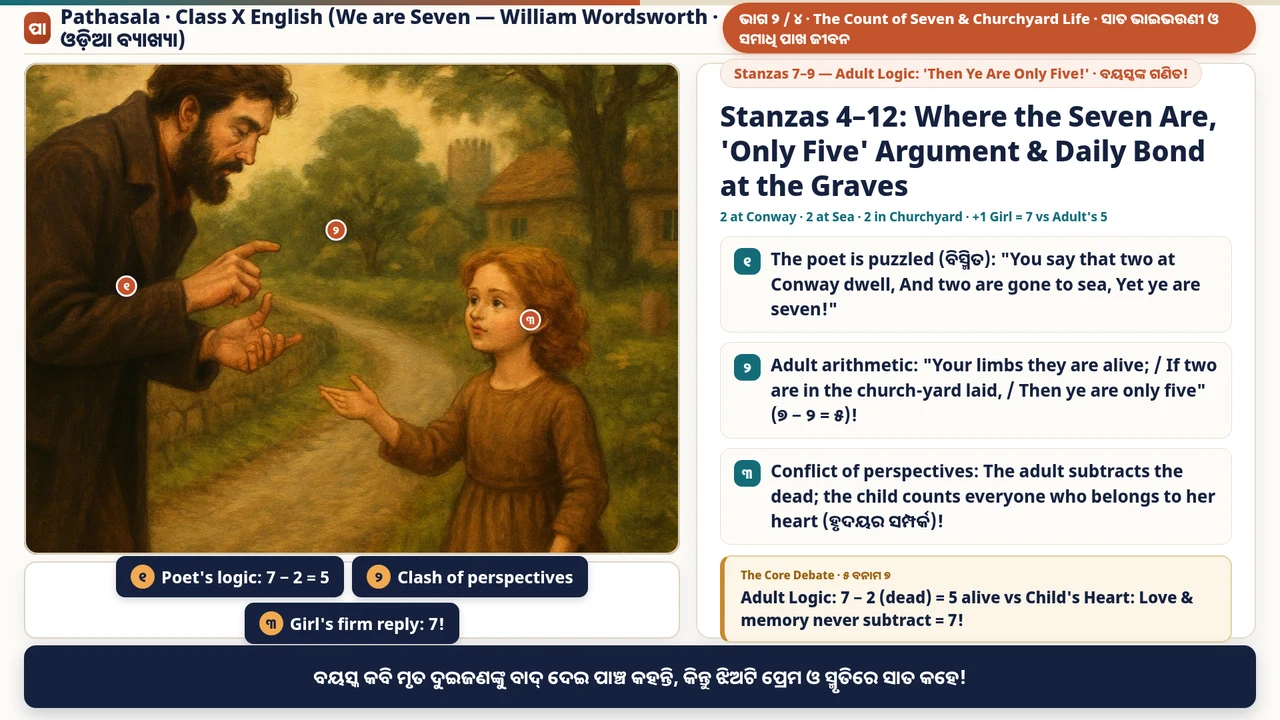 ପା
Pathasala · Class X English (We are Seven — William Wordsworth ·
ଓଡ଼ିଆ ବ୍ୟାଖ୍ୟା)
ଭାଗ ୨ / ୪ · The Count of Seven & Churchyard Life · ସାତ ଭାଇଭଉଣୀ ଓ
ସମାଧି ପାଖ ଜୀବନ
Stanzas 7–9 — Adult Logic: 'Then Ye Are Only Five!' · ବୟସ୍କଙ୍କ ଗଣିତ!
Stanzas 4–12: Where the Seven Are,
'Only Five' Argument & Daily Bond
at the Graves
2 at Conway · 2 at Sea · 2 in Churchyard · +1 Girl = 7 vs Adult's 5
୧
୨
୩
୧
The poet is puzzled (ବିସ୍ମିତ): "You say that two at
Conway dwell, And two are gone to sea, Yet ye are
seven!"
୨
Adult arithmetic: "Your limbs they are alive; / If two
are in the church-yard laid, / Then ye are only five"
(୭ − ୨ = ୫)!
୩
Conflict of perspectives: The adult subtracts the
dead; the child counts everyone who belongs to her
heart (ହୃଦୟର ସମ୍ପର୍କ)!
୧ Poet's logic: 7 − 2 = 5
୨ Clash of perspectives
୩ Girl's firm reply: 7!
The Core Debate · ୫ ବନାମ ୭
Adult Logic: 7 − 2 (dead) = 5 alive vs Child's Heart: Love &
memory never subtract = 7!
ବୟସ୍କ କବି ମୃତ ଦୁଇଜଣଙ୍କୁ ବାଦ୍ ଦେଇ ପାଞ୍ଚ କହନ୍ତି, କିନ୍ତୁ ଝିଅଟି ପ୍ରେମ ଓ ସ୍ମୃତିରେ ସାତ କହେ!